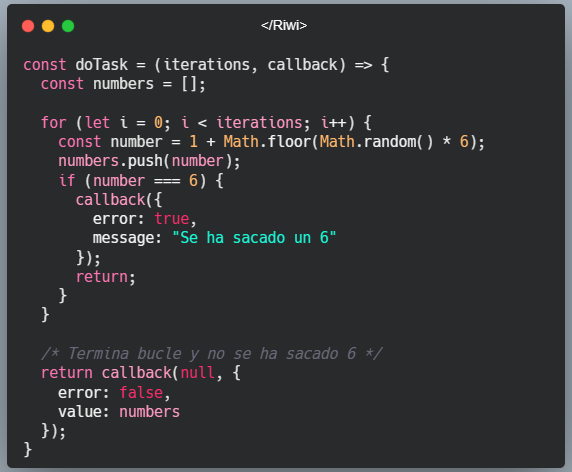 </Riwi>
const doTask = (iterations, callback) => {
  const numbers = [];

  for (let i = 0; i < iterations; i++) {
    const number = 1 + Math.floor(Math.random() * 6);
    numbers.push(number);
    if (number === 6) {
      callback({
        error: true,
        message: "Se ha sacado un 6"
      });
      return;
    }
  }

  /* Termina bucle y no se ha sacado 6 */
  return callback(null, {
    error: false,
    value: numbers
  });
}